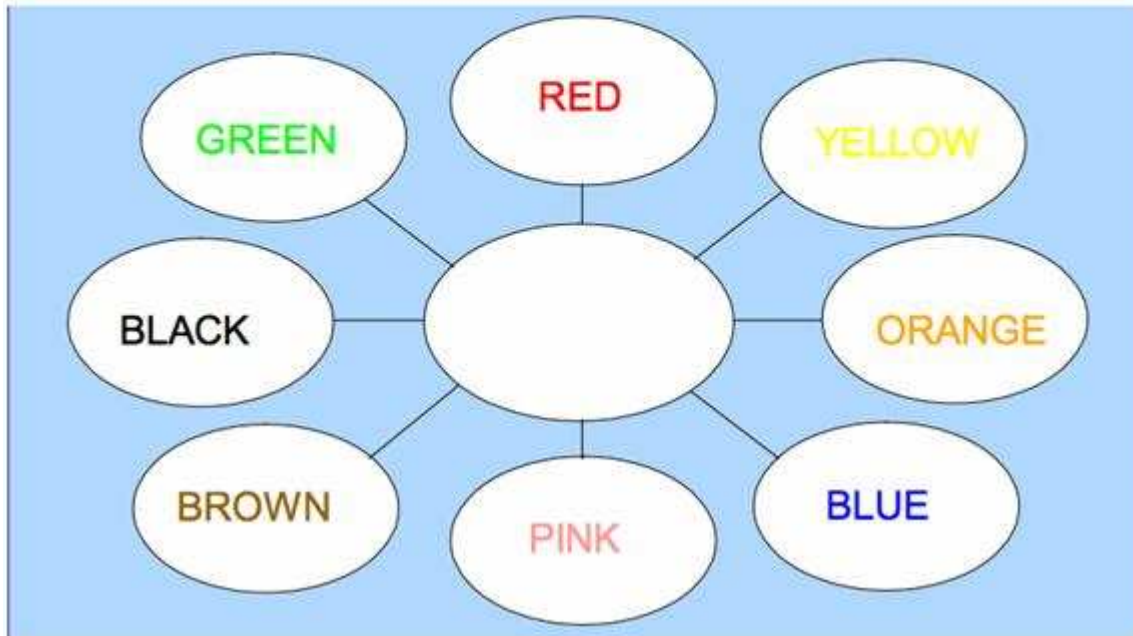 RED
GREEN
YELLOW
BLACK
ORANGE
BROWN
BLUE
PINK